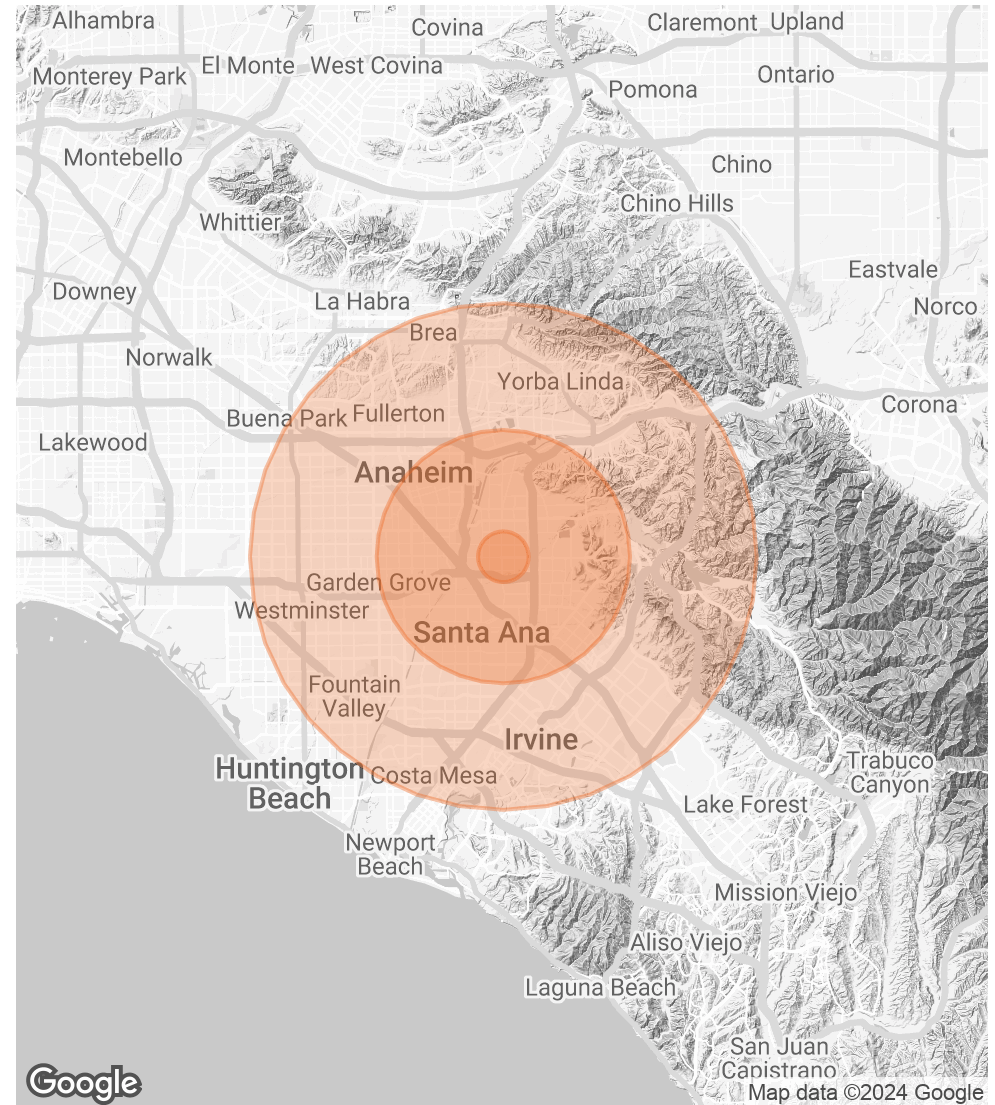 Alhambra
Covina
Claremont Upland
Monterey Park
El Monte West Covina
Ontario
Pomona
Montebello
Chino
Chino Hills
Whittier
Eastvale
Downey
La Habra
Norco
Brea
Norwalk
Yorba Linda
Buena Park Fullerton
Corona
Lakewood
Anaheim
Garden Grove
Westminster
Santa Ana
Fountain
Valley
Irvine
Huntington
Beach
Costa Mesa
Trabuco
Canyon
Lake Forest
Newport
Beach
Mission Viejo
Aliso Viejo
Laguna Beach
San Juan
Capistrano
Google
Map data ©2024 Google